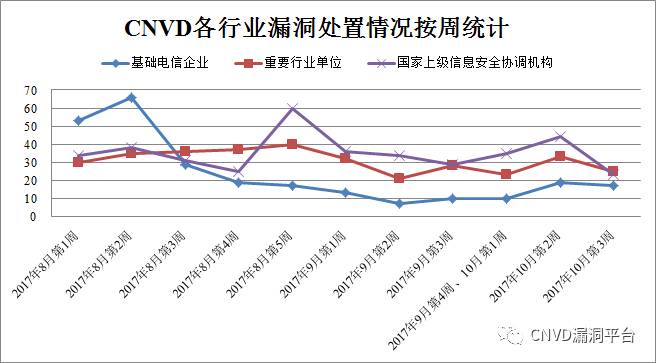 CNVD各行业漏洞处置情况按周统计
基础电信企业 重要行业单位 国家上级信息安全协调机构
70
60
50
40
30
20
10
0
2017年8月第1周
2017年8月第2周
2017年8月第3周
2017年8月第4周
2017年8月第5周
2017年9月第1周
2017年9月第2周
2017年9月第3周
2017年9月第4周、10月第1周
2017年10月第2周
2017年10月第3周
CNVD漏洞平台